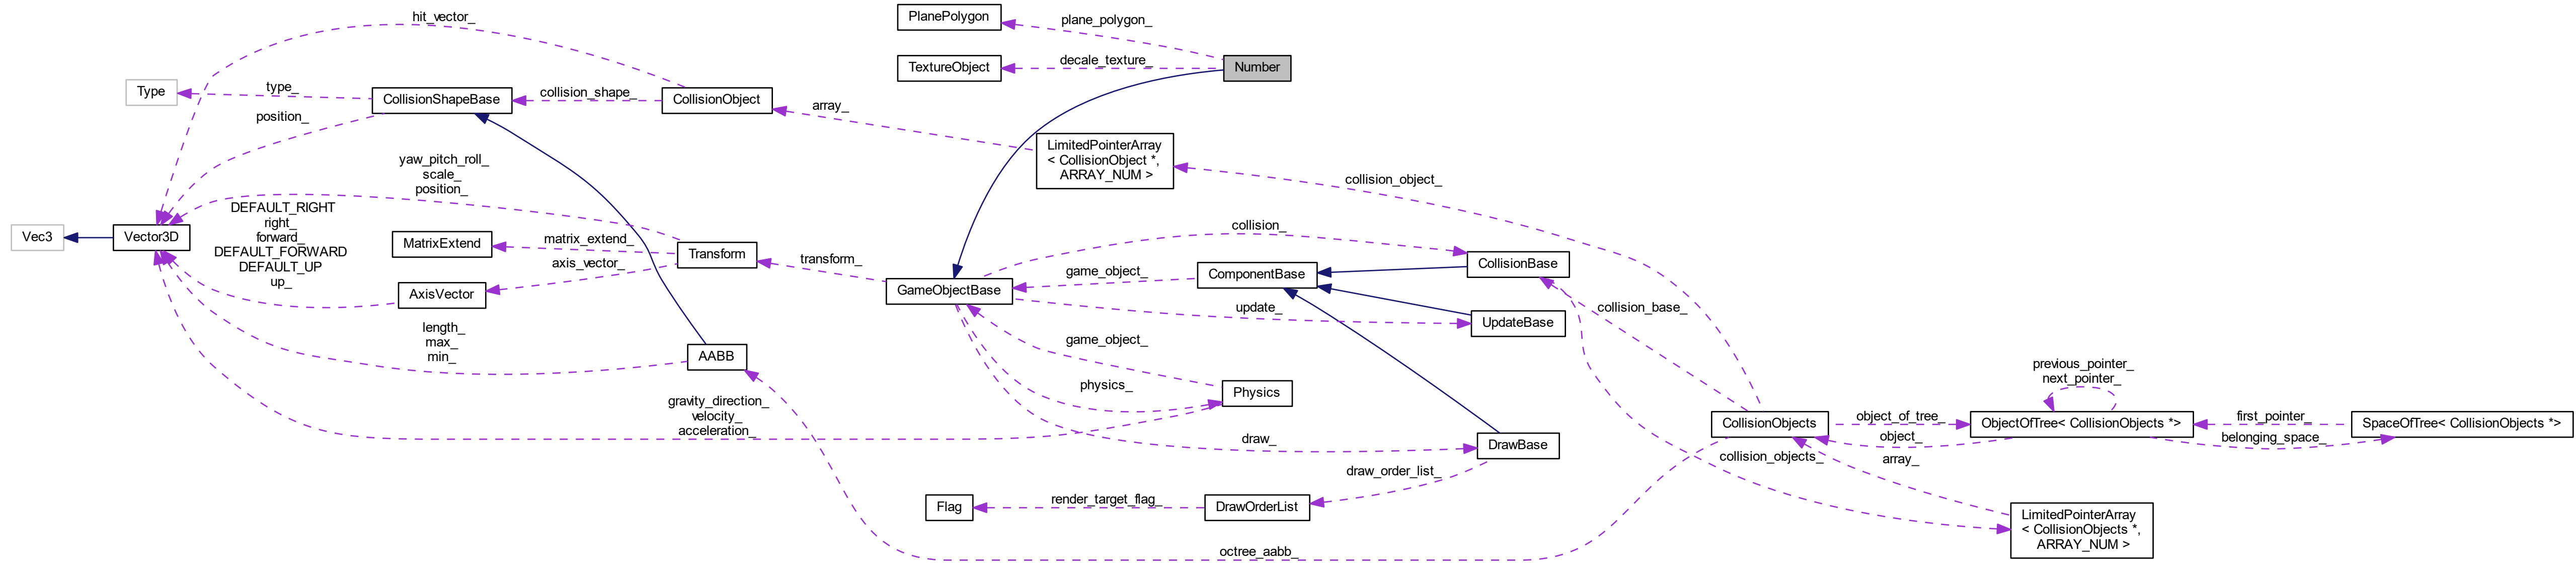 hit_vector_
PlanePolygon
plane_polygon_
TextureObject
decale_texture_
Number
Type
type_
CollisionShapeBase
collision_shape_
CollisionObject
array_
position_
LimitedPointerArray
< CollisionObject *,
ARRAY_NUM >
yaw_pitch_roll_
scale_
position_
collision_object_
DEFAULT_RIGHT
right_
forward_
DEFAULT_FORWARD
DEFAULT_UP
up_
Vec3
Vector3D
MatrixExtend
matrix_extend_
axis_vector_
Transform
transform_
AxisVector
GameObjectBase
collision_
game_object_
ComponentBase
CollisionBase
update_
UpdateBase
collision_base_
length_
max_
min_
AABB
game_object_
physics_
Physics
gravity_direction_
velocity_
acceleration_
draw_
DrawBase
draw_order_list_
Flag
render_target_flag_
DrawOrderList
octree_aabb_
CollisionObjects
object_of_tree_
object_
previous_pointer_
next_pointer_
ObjectOfTree< CollisionObjects *>
first_pointer_
belonging_space_
SpaceOfTree< CollisionObjects *>
collision_objects_
array_
LimitedPointerArray
< CollisionObjects *,
ARRAY_NUM >